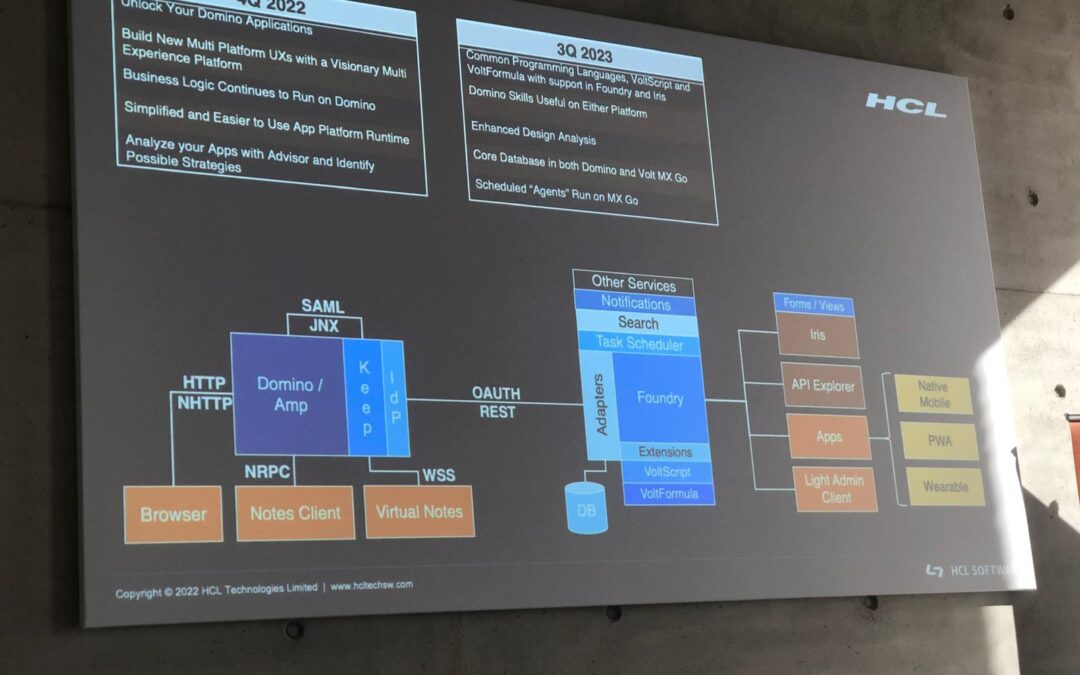 4Q 2022
Unlock Your Domino Applications
Build New Multi Platform UXs with a Visionary Multi
Experience Platform
Business Logic Continues to Run on Domino
Simplified and Easier to Use App Platform Runtime
Analyze your Apps with Advisor and Identify
Possible Strategies
3Q 2023
Common Programming Languages, VoltScript and
VoltFormula with support in Foundry and Iris
Domino Skills Useful on Either Platform
Enhanced Design Analysis
Core Database in both Domino and Volt MX Go
Scheduled "Agents" Run on MX Go
HCL
SAML
JNX
HTTP
NHTTP
Domino /
Amp
Keep
IdP
NRPC
WSS
Browser
Notes Client
Virtual Notes
OAUTH
REST
Other Services
Notifications
Search
Task Scheduler
Adapters
Foundry
Extensions
VoltScript
VoltFormula
DB
Forms / Views
Iris
API Explorer
Apps
Light Admin
Client
Native
Mobile
PWA
Wearable
Copyright © 2022 HCL Technologies Limited | www.hcltechsw.com
HCL SOFTWA